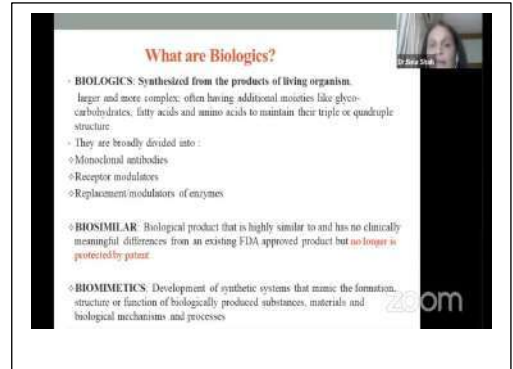 What are Biologics?
Dr Bela Shah
BIOLOGICS: Synthesized from the products of living organism.
larger and more complex; often having additional moieties like glyco-
carbohydrates, fatty acids and amino acids to maintain their triple or quadruple
structure
They are broadly divided into :
Monoclonal antibodies
Receptor modulators
Replacement/modulators of enzymes
BIOSIMILAR: Biological product that is highly similar to and has no clinically
meaningful differences from an existing FDA approved product but no longer is
protected by patent
BIOMIMETICS: Development of synthetic systems that mimic the formation,
structure or function of biologically produced substances, materials and
biological mechanisms and processes
zoom